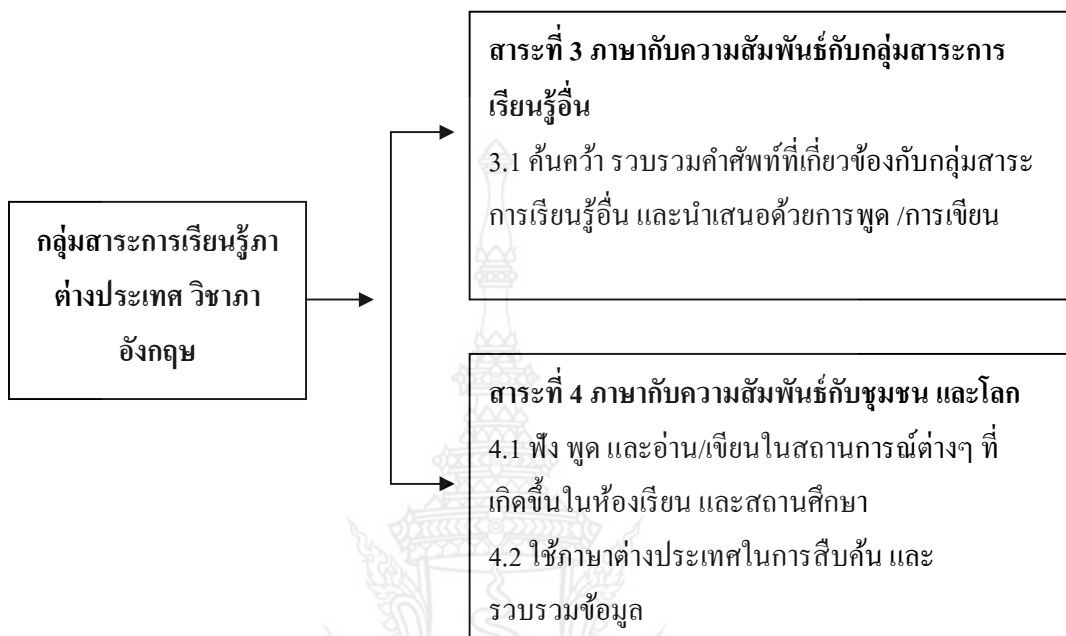 กลุ่มสาระการเรียนรู้ภา
ต่างประเทศ วิชาภา
อังกฤษ
สาระที่ 3 ภาษากับความสัมพันธ์กับกลุ่มสาระการ
เรียนรู้อื่น
3.1 ค้นคว้า รวบรวมคำศัพท์ที่เกี่ยวข้องกับกลุ่มสาระ
การเรียนรู้อื่น และนำเสนอด้วยการพูด /การเขียน
สาระที่ 4 ภาษากับความสัมพันธ์กับชุมชน และโลก
4.1 ฟัง พูด และอ่าน/เขียนในสถานการณ์ต่างๆ ที่
เกิดขึ้นในห้องเรียน และสถานศึกษา
4.2 ใช้ภาษาต่างประเทศในการสืบค้น และ
รวบรวมข้อมูล